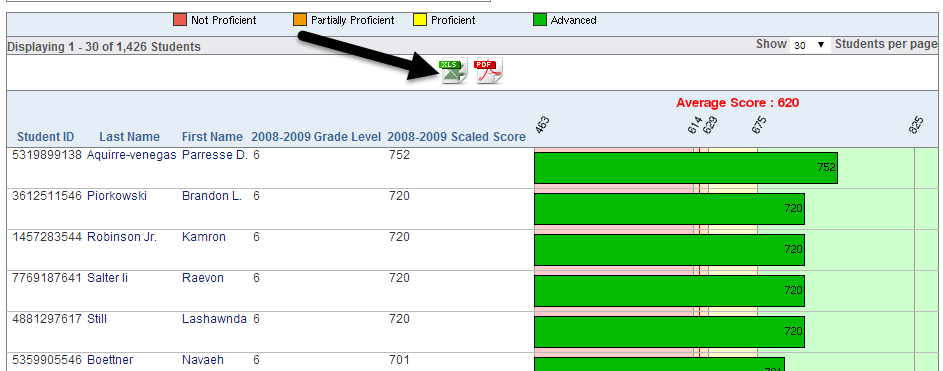 Not Proficient Partially Proficient Proficient Advanced
Displaying 1 - 30 of 1,426 Students Show 30 Students per page
XLS PDF
Average Score : 620
463 614 629 675 825
Student ID Last Name First Name 2008-2009 Grade Level 2008-2009 Scaled Score
5319899138 Aquirre-venegas Parresse D. 6 752 752
3612511546 Piorkowski Brandon L. 6 720 720
1457283544 Robinson Jr. Kamron 6 720 720
7769187641 Salter Ii Raevon 6 720 720
4881297617 Still Lashawnda 6 720 720
5359905546 Boettner Navaeh 6 701 701